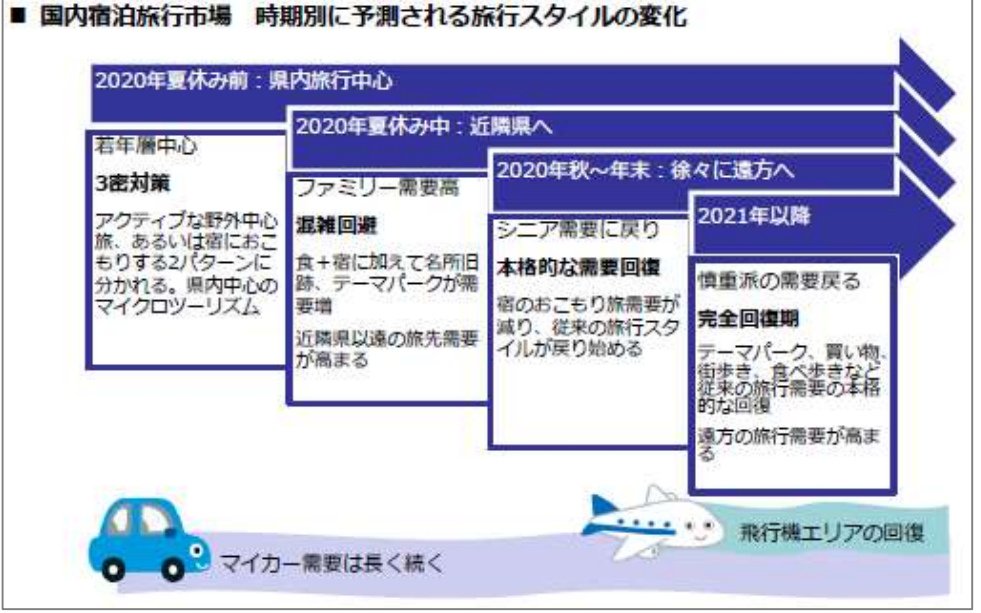 ■ 国内宿泊旅行市場　時期別に予測される旅行スタイルの変化
2020年夏休み前：県内旅行中心
若年層中心
3密対策
アクティブな野外中心
旅、あるいは宿におこ
もりする2パターンに
分かれる。県内中心の
マイクロツーリズム
2020年夏休み中：近隣県へ
ファミリー需要高
混雑回避
食＋宿に加えて名所旧
跡、テーマパークが需
要増
近隣県以遠の旅先需要
が高まる
2020年秋～年末：徐々に遠方へ
シニア需要に戻り
本格的な需要回復
宿のおこもり旅需要が
減り、従来の旅行スタ
イルが戻り始める
2021年以降
慎重派の需要戻る
完全回復期
テーマパーク、買い物、
街歩き、食べ歩きなど
従来の旅行需要の本格
的な回復
遠方の旅行需要が高ま
る
マイカー需要は長く続く
飛行機エリアの回復